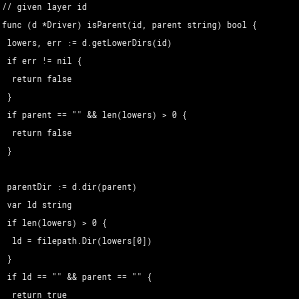 // given layer id
func (d *Driver) isParent(id, parent string) bool {
lowers, err := d.getLowerDirs(id)
if err != nil {
return false
}
if parent == "" && len(lowers) > 0 {
return false
}
parentDir := d.dir(parent)
var ld string
if len(lowers) > 0 {
ld = filepath.Dir(lowers[0])
}
if ld == "" && parent == "" {
return true